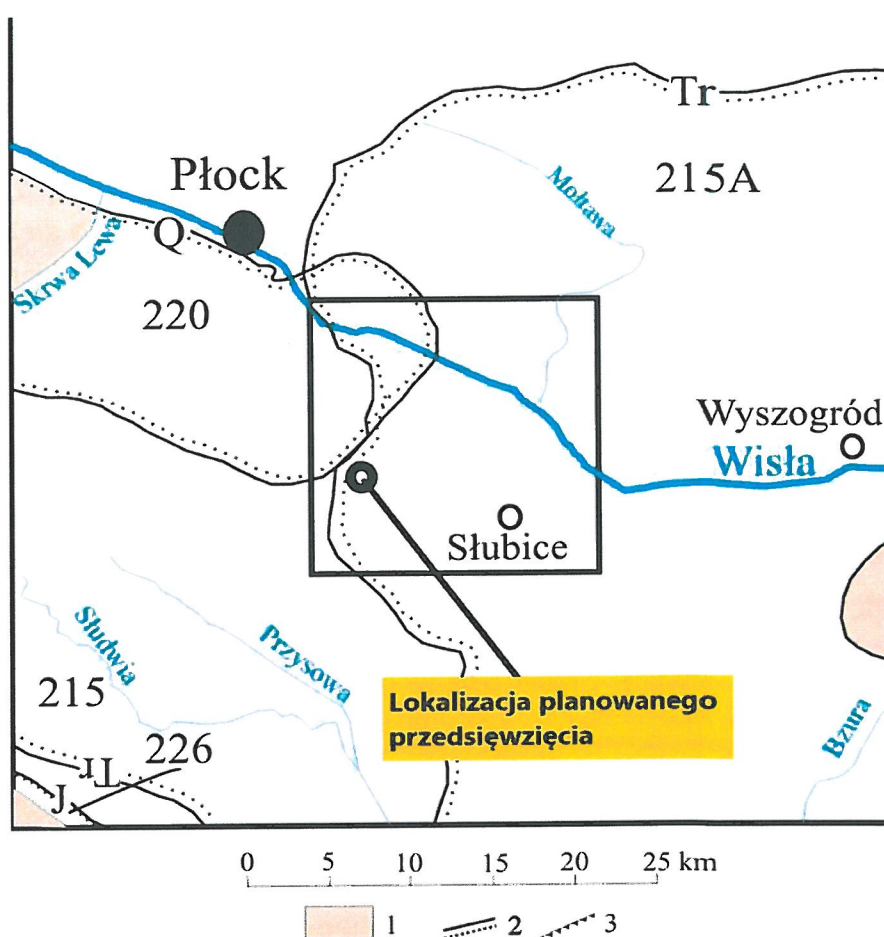 Tr
Płock
215A
Mołtawa
Q
Skrwa Lewa
220
Wyszogród
Wisła
Słubice
Słudwia
Przysowa
Lokalizacja planowanego
przedsięwzięcia
215
Bzura
226
Tr
J
0 5 10 15 20 25 km
1 2 3